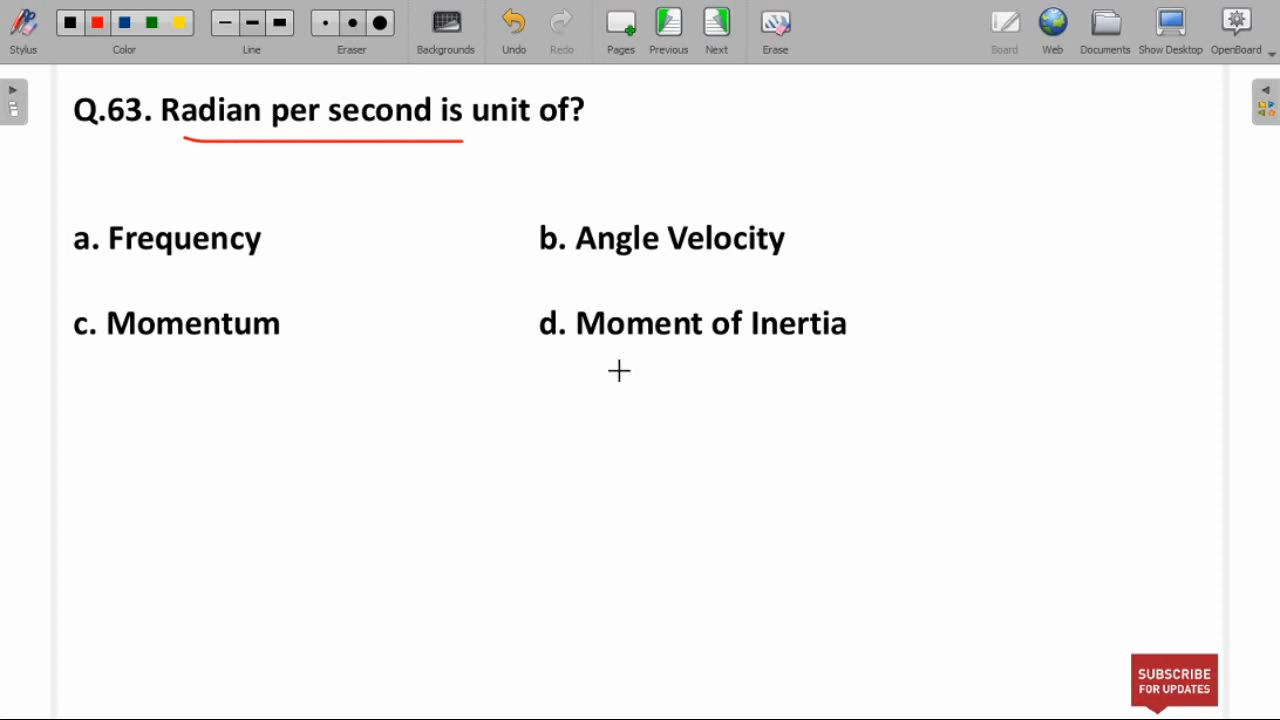 Stylus
Color
Line
Eraser
Backgrounds
Undo
Redo
Pages
Previous
Next
Erase
Board
Web
Documents
Show Desktop
OpenBoard
Q.63. Radian per second is unit of?
a. Frequency
b. Angle Velocity
c. Momentum
d. Moment of Inertia
SUBSCRIBE
FOR UPDATES